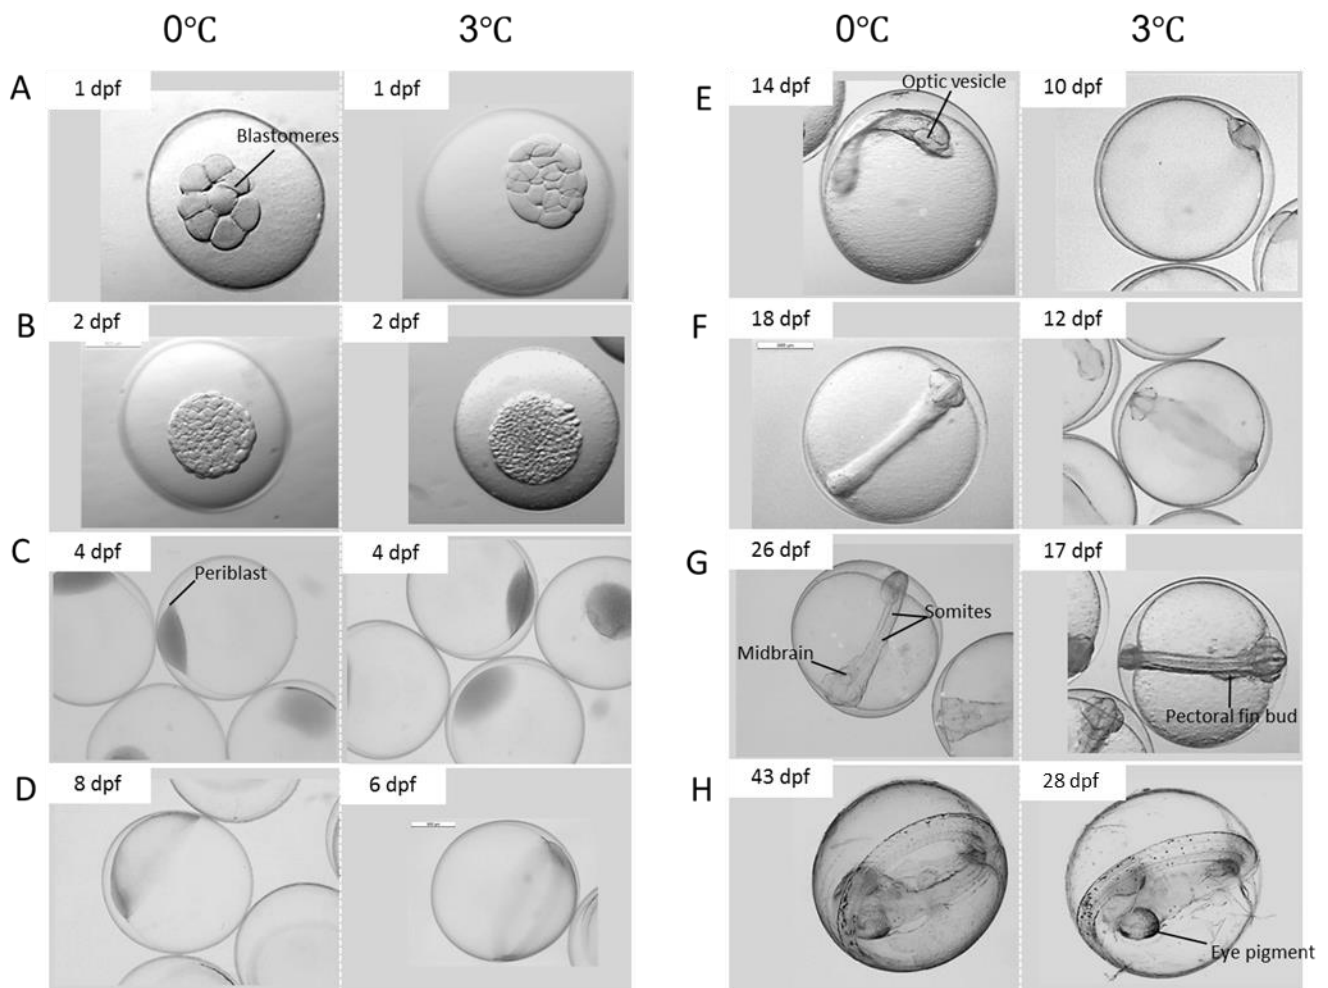 0℃ 3℃
A 1 dpf 1 dpf
Blastomeres
B 2 dpf 2 dpf
C 4 dpf 4 dpf
Periblast
D 8 dpf 6 dpf
0℃ 3℃
E 14 dpf 10 dpf
Optic vesicle
F 18 dpf 12 dpf
G 26 dpf 17 dpf
Somites
Midbrain
Pectoral fin bud
H 43 dpf 28 dpf
Eye pigment